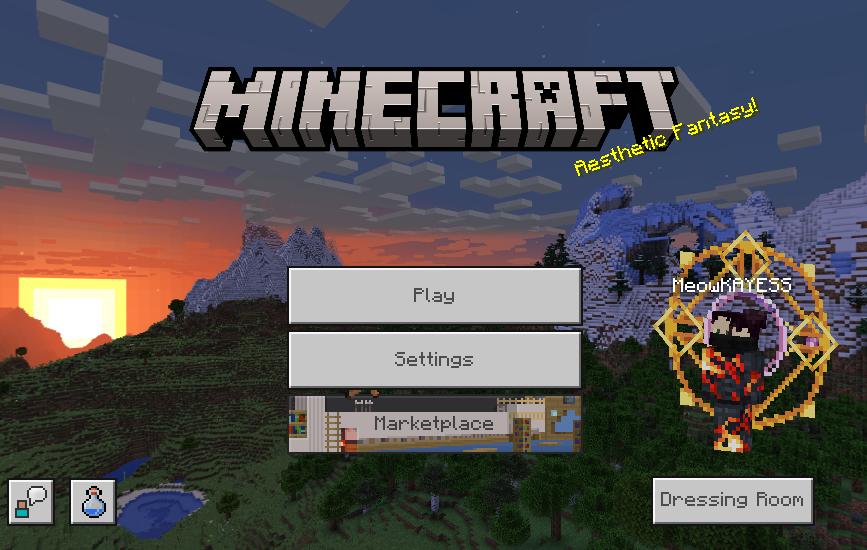 MINECRAFT
Aesthetic Fantasy!
MeowKAYESS
Play
Settings
Marketplace
Dressing Room